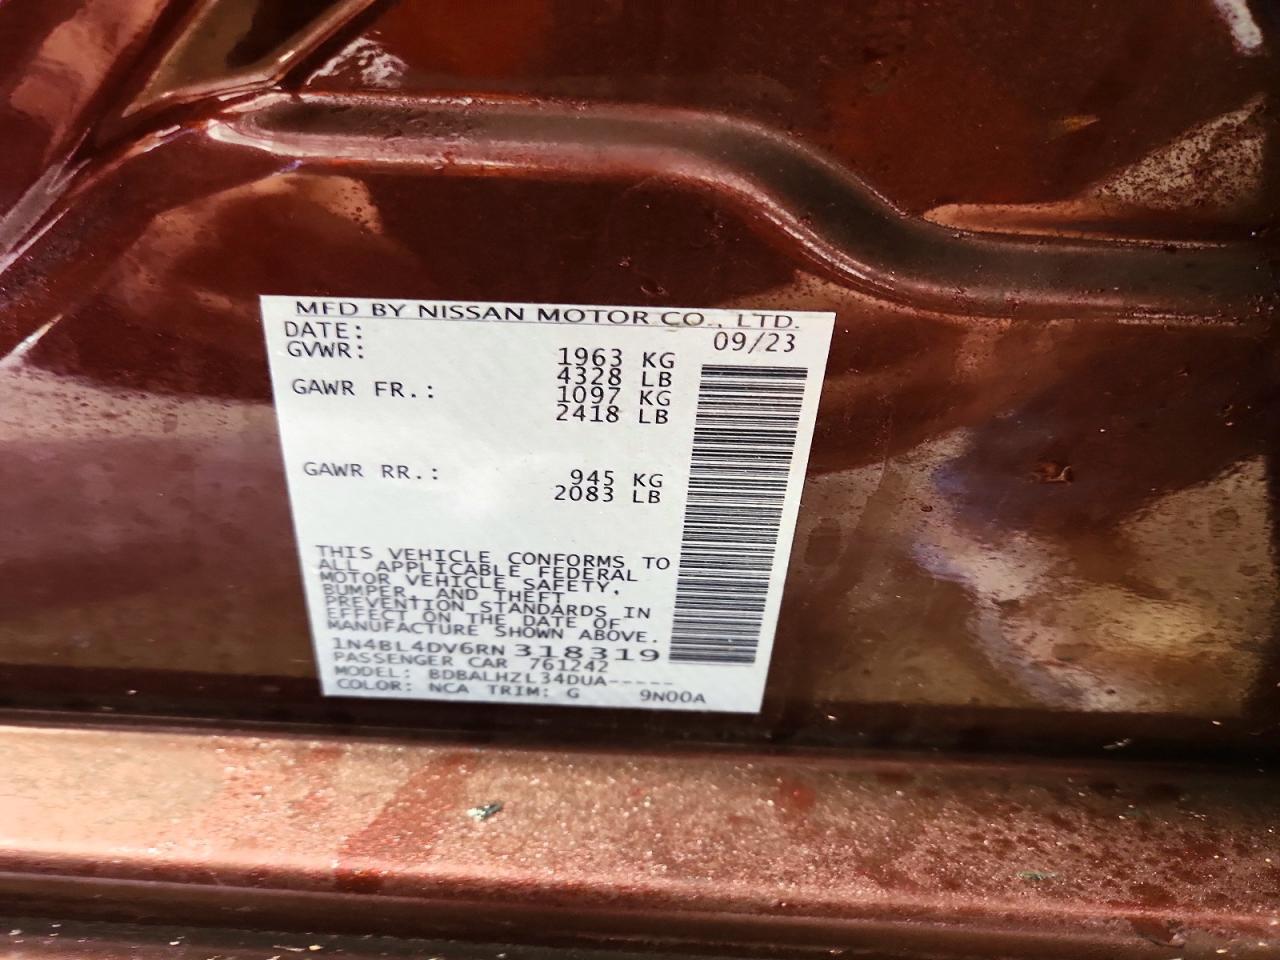 MFD BY NISSAN MOTOR CO., LTD.
DATE: 09/23
GVWR: 1963 KG
4328 LB
GAWR FR.: 1097 KG
2418 LB
GAWR RR.: 945 KG
2083 LB
THIS VEHICLE CONFORMS TO
ALL APPLICABLE FEDERAL
MOTOR VEHICLE SAFETY,
BUMPER, AND THEFT
PREVENTION STANDARDS IN
EFFECT ON THE DATE OF
MANUFACTURE SHOWN ABOVE.
1N4BL4DV6RN318319
PASSENGER CAR 761242
MODEL: BDBALHZL34DUA-----
COLOR: NCA TRIM: G 9N00A